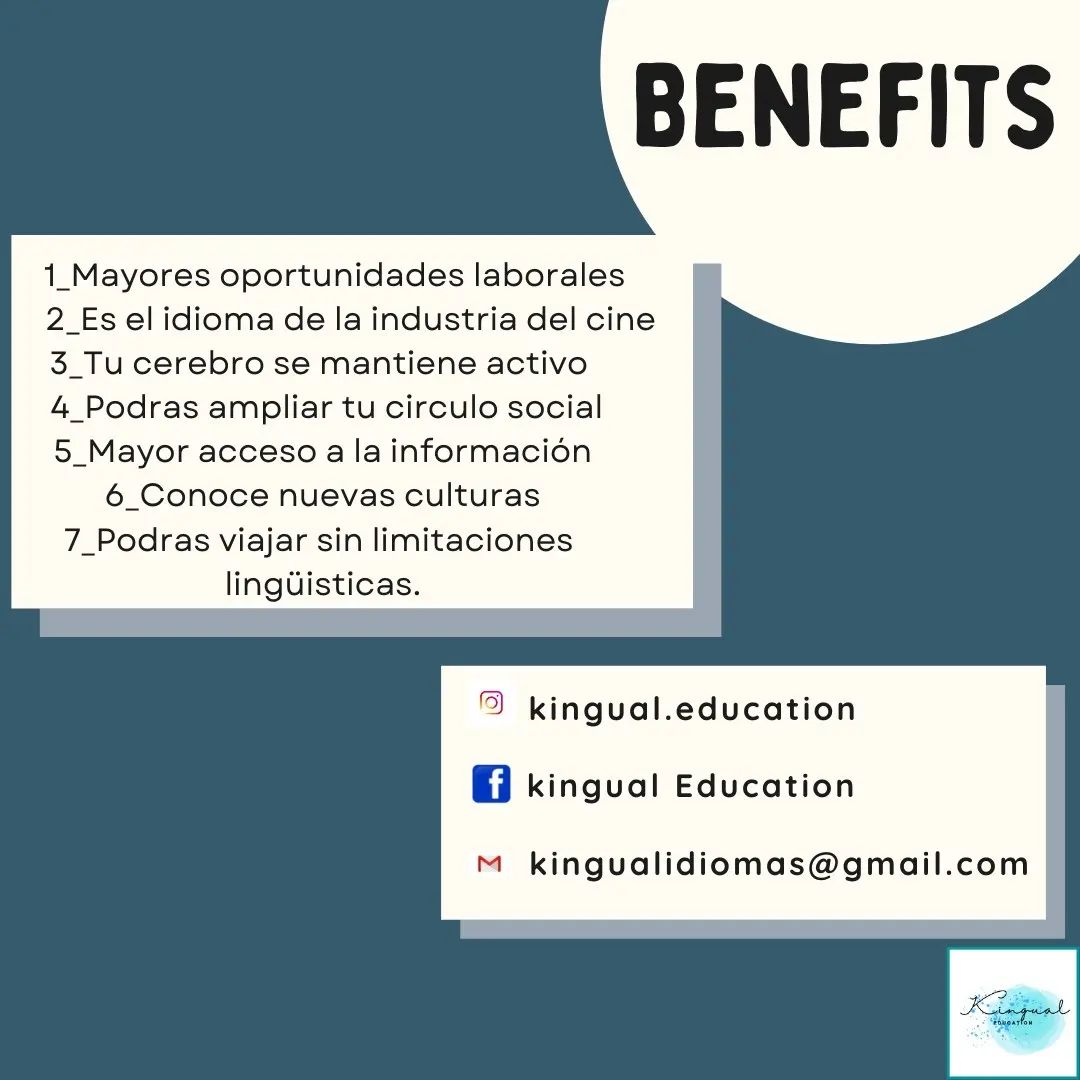 BENEFITS
1_Mayores oportunidades laborales
2_Es el idioma de la industria del cine
3_Tu cerebro se mantiene activo
4_Podras ampliar tu circulo social
5_Mayor acceso a la información
6_Conoce nuevas culturas
7_Podras viajar sin limitaciones
lingüisticas.
kingual.education
kingual Education
kingualidiomas@gmail.com
Kingual
EDUCATION